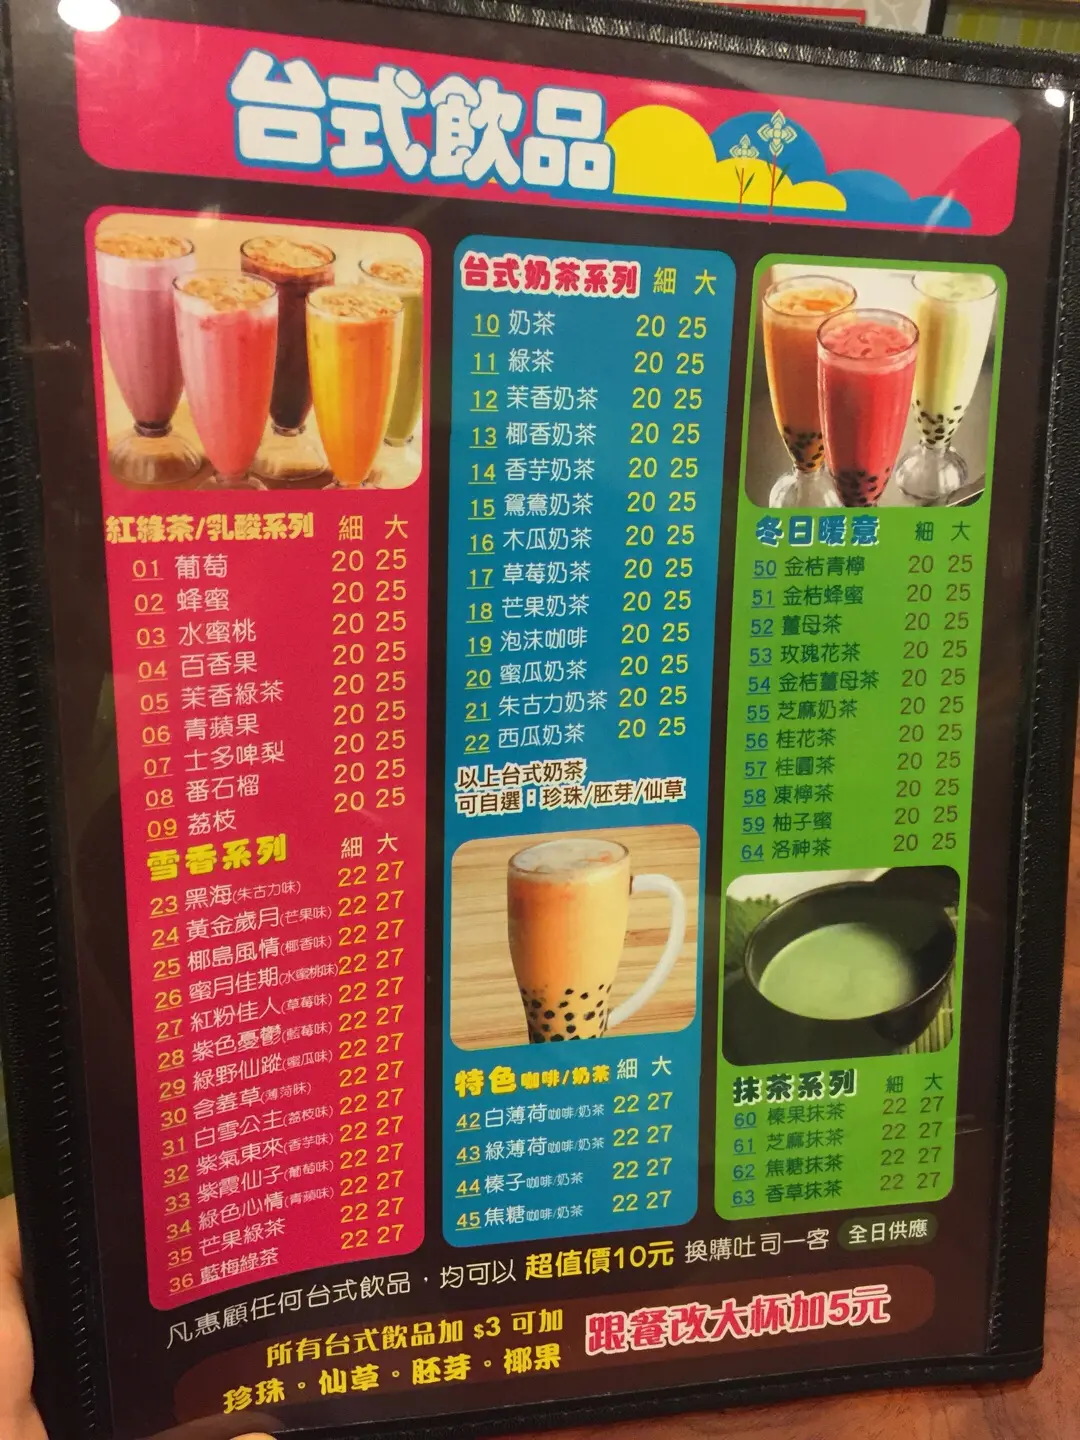 台式飲品
紅綠茶/乳酸系列 細 大
01 葡萄 20 25
02 蜂蜜 20 25
03 水蜜桃 20 25
04 百香果 20 25
05 茉香綠茶 20 25
06 青蘋果 20 25
07 士多啤梨 20 25
08 番石榴 20 25
09 荔枝 20 25
雪香系列 細 大
23 黑海(朱古力味) 22 27
24 黃金歲月(芒果味) 22 27
25 椰島風情(椰香味) 22 27
26 蜜月佳期(水蜜桃味) 22 27
27 紅粉佳人(草莓味) 22 27
28 紫色憂鬱(藍莓味) 22 27
29 綠野仙蹤(蜜瓜味) 22 27
30 含羞草(薄荷味) 22 27
31 白雪公主(荔枝味) 22 27
32 紫氣東來(香芋味) 22 27
33 紫霞仙子(葡萄味) 22 27
34 綠色心情(青蘋味) 22 27
35 芒果綠茶 22 27
36 藍梅綠茶 22 27
台式奶茶系列 細 大
10 奶茶 20 25
11 綠茶 20 25
12 茉香奶茶 20 25
13 椰香奶茶 20 25
14 香芋奶茶 20 25
15 鴛鴦奶茶 20 25
16 木瓜奶茶 20 25
17 草莓奶茶 20 25
18 芒果奶茶 20 25
19 泡沫咖啡 20 25
20 蜜瓜奶茶 20 25
21 朱古力奶茶 20 25
22 西瓜奶茶 20 25
以上台式奶茶
可自選：珍珠/胚芽/仙草
特色咖啡/奶茶 細 大
42 白薄荷咖啡/奶茶 22 27
43 綠薄荷咖啡/奶茶 22 27
44 榛子咖啡/奶茶 22 27
45 焦糖咖啡/奶茶 22 27
冬日暖意 細 大
50 金桔青檸 20 25
51 金桔蜂蜜 20 25
52 薑母茶 20 25
53 玫瑰花茶 20 25
54 金桔薑母茶 20 25
55 芝麻奶茶 20 25
56 桂花茶 20 25
57 桂圓茶 20 25
58 凍檸茶 20 25
59 柚子蜜 20 25
64 洛神茶 20 25
抹茶系列 細 大
60 榛果抹茶 22 27
61 芝麻抹茶 22 27
62 焦糖抹茶 22 27
63 香草抹茶 22 27
凡惠顧任何台式飲品，均可以 超值價10元 換購吐司一客 全日供應
所有台式飲品加 $3 可加
珍珠。仙草。胚芽。椰果
跟餐改大杯加5元